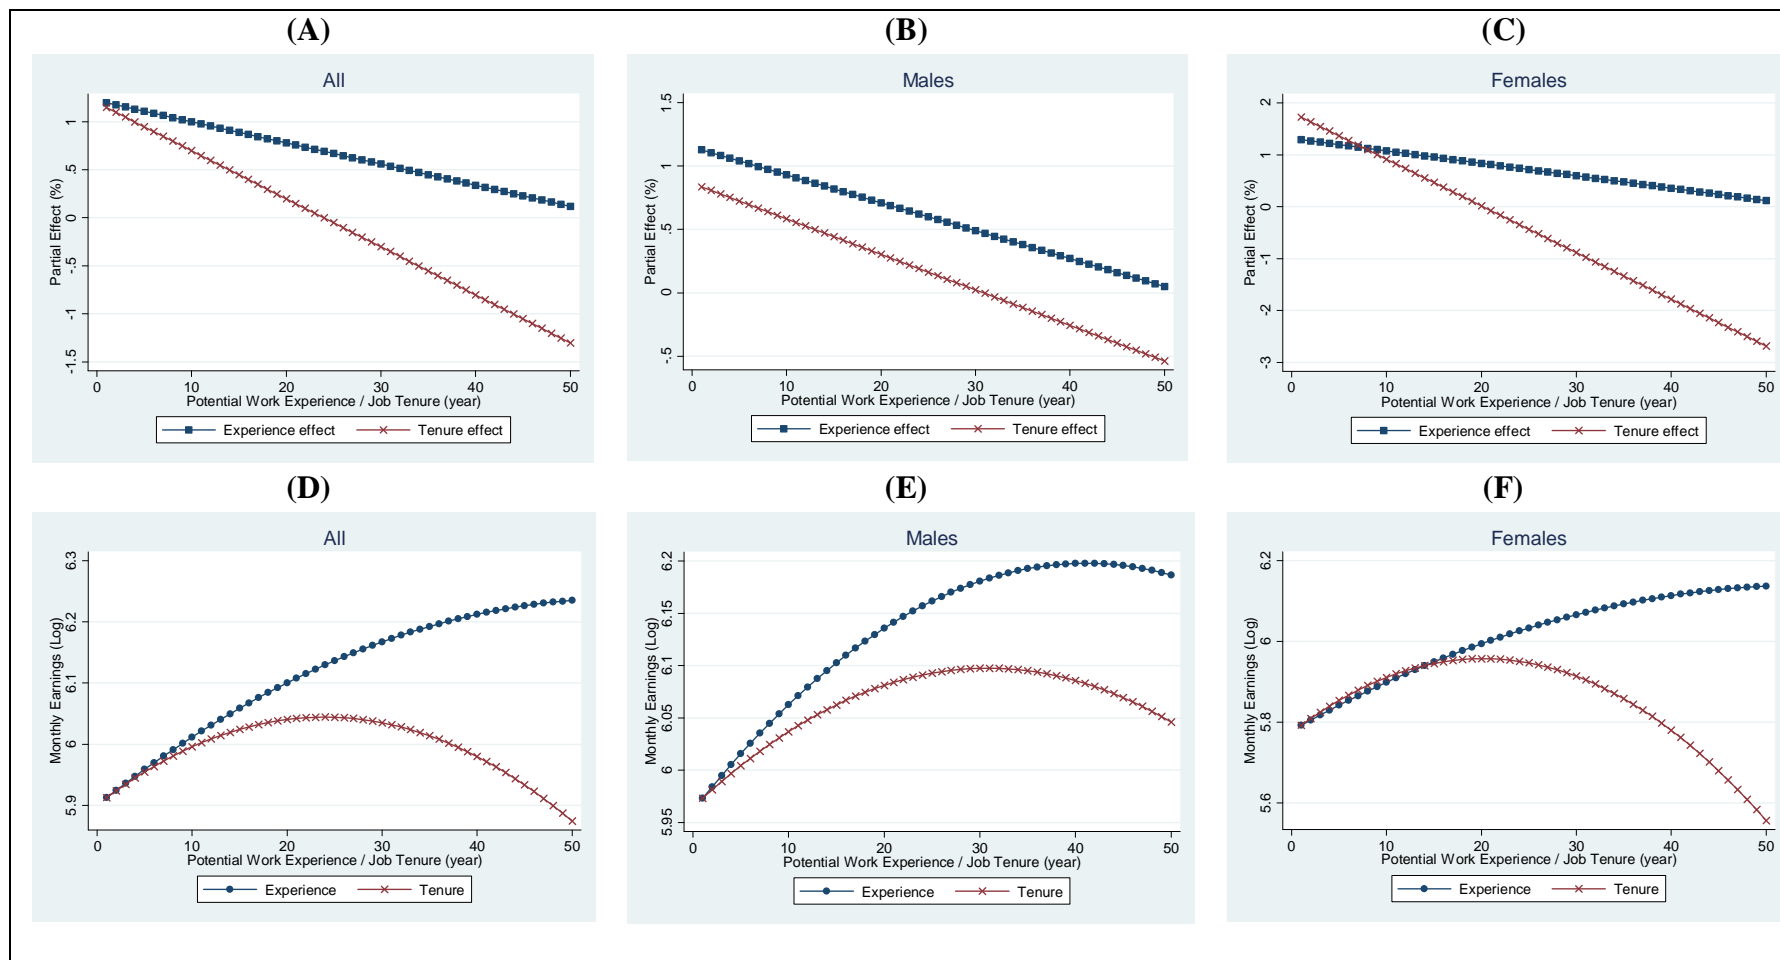 (A)
All
Partial Effect (%)
1
.5
0
-.5
-1
-1.5
0 10 20 30 40 50
Potential Work Experience / Job Tenure (year)
Experience effect Tenure effect
(B)
Males
Partial Effect (%)
1.5
1
.5
0
-.5
0 10 20 30 40 50
Potential Work Experience / Job Tenure (year)
Experience effect Tenure effect
(C)
Females
Partial Effect (%)
2
1
0
-1
-2
-3
0 10 20 30 40 50
Potential Work Experience / Job Tenure (year)
Experience effect Tenure effect
(D)
All
Monthly Earnings (Log)
6.3
6.2
6.1
6
5.9
0 10 20 30 40 50
Potential Work Experience / Job Tenure (year)
Experience Tenure
(E)
Males
Monthly Earnings (Log)
6.2
6.15
6.1
6.05
6
5.95
0 10 20 30 40 50
Potential Work Experience / Job Tenure (year)
Experience Tenure
(F)
Females
Monthly Earnings (Log)
6.2
6
5.8
5.6
0 10 20 30 40 50
Potential Work Experience / Job Tenure (year)
Experience Tenure